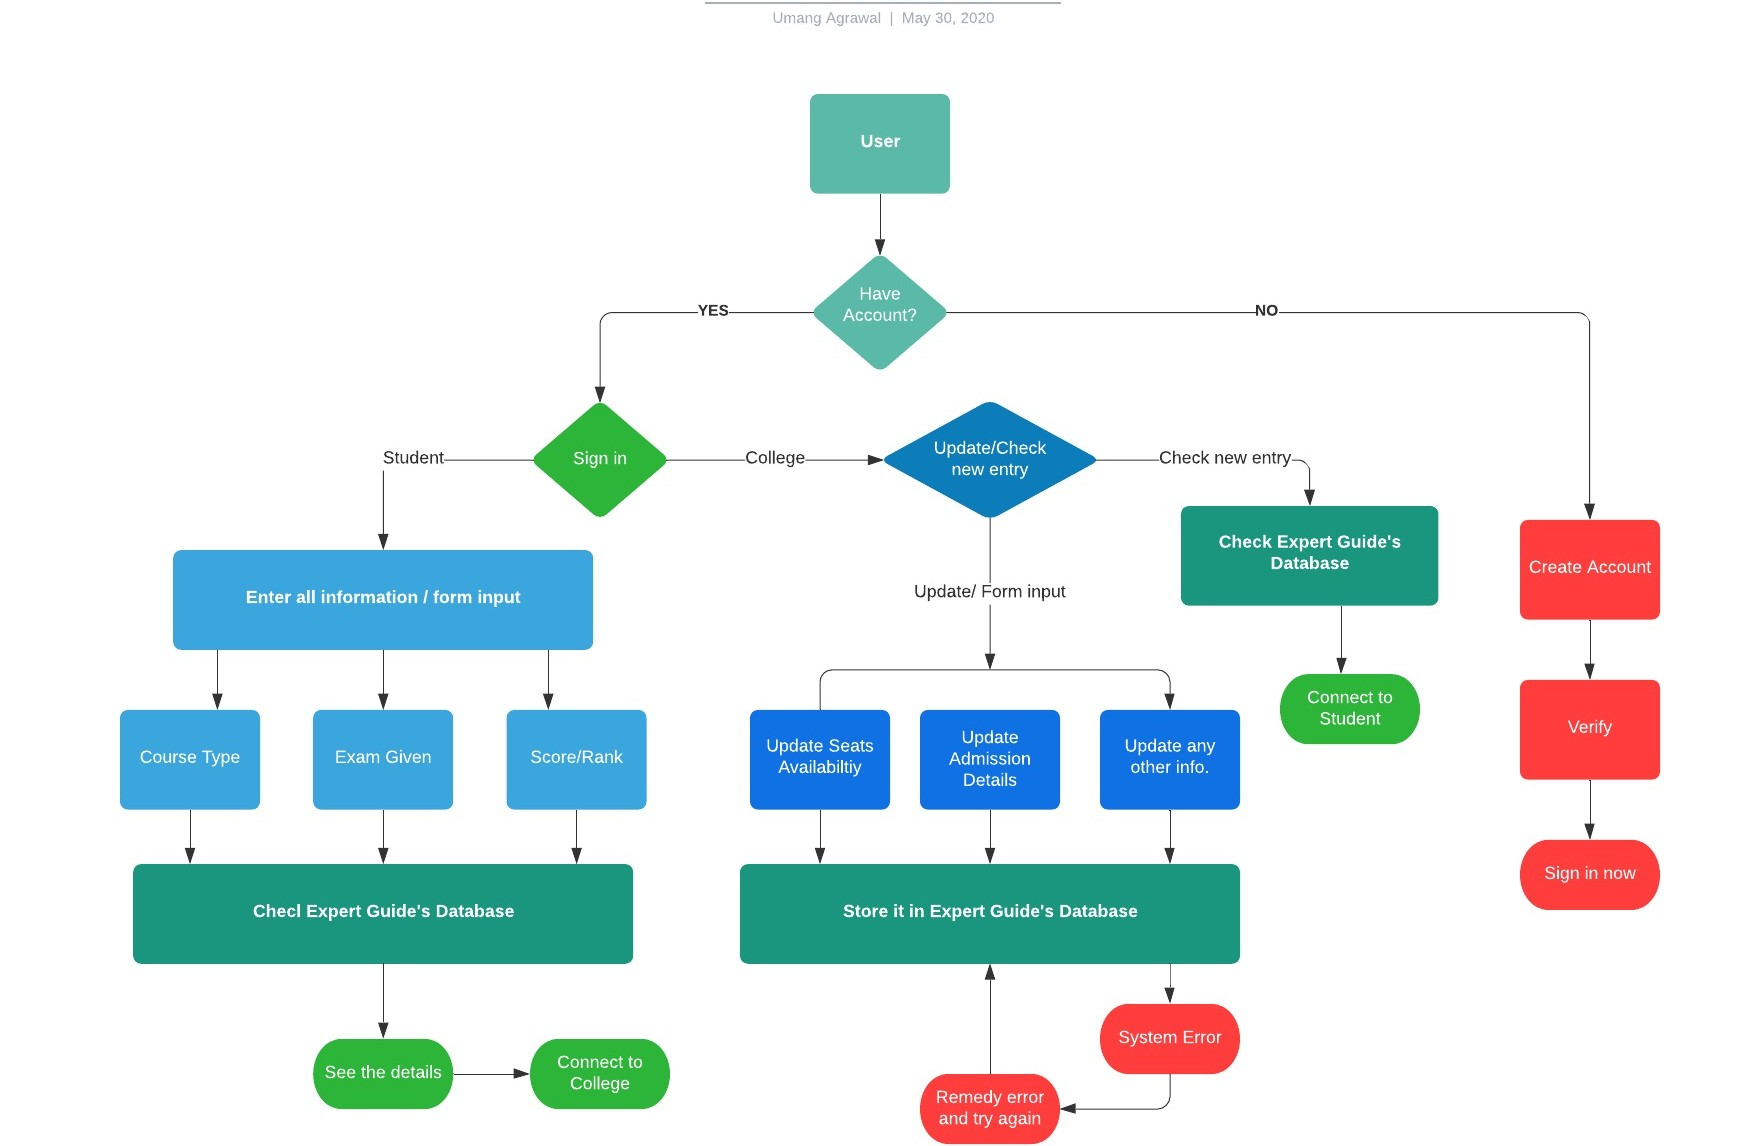 Umang Agrawal | May 30, 2020
User
Have
Account?
YES
NO
Student
Sign in
College
Update/Check
new entry
Check new entry
Check Expert Guide's
Database
Create Account
Enter all information / form input
Update/ Form input
Connect to
Student
Verify
Course Type
Exam Given
Score/Rank
Update Seats
Availabiltiy
Update
Admission
Details
Update any
other info.
Sign in now
Checl Expert Guide's Database
Store it in Expert Guide's Database
System Error
See the details
Connect to
College
Remedy error
and try again